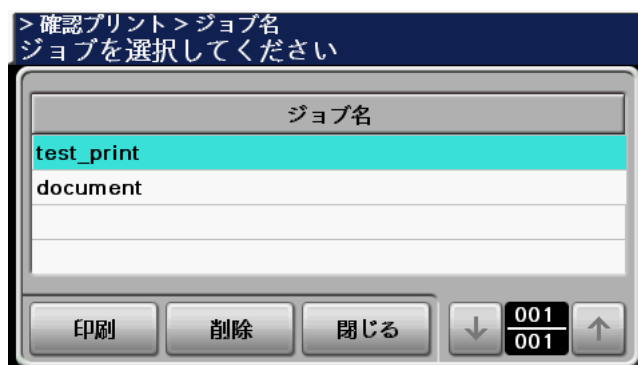 > 確認プリント > ジョブ名
ジョブを選択してください
ジョブ名
test_print
document
印刷 削除 閉じる ↓ 001 ↑
001